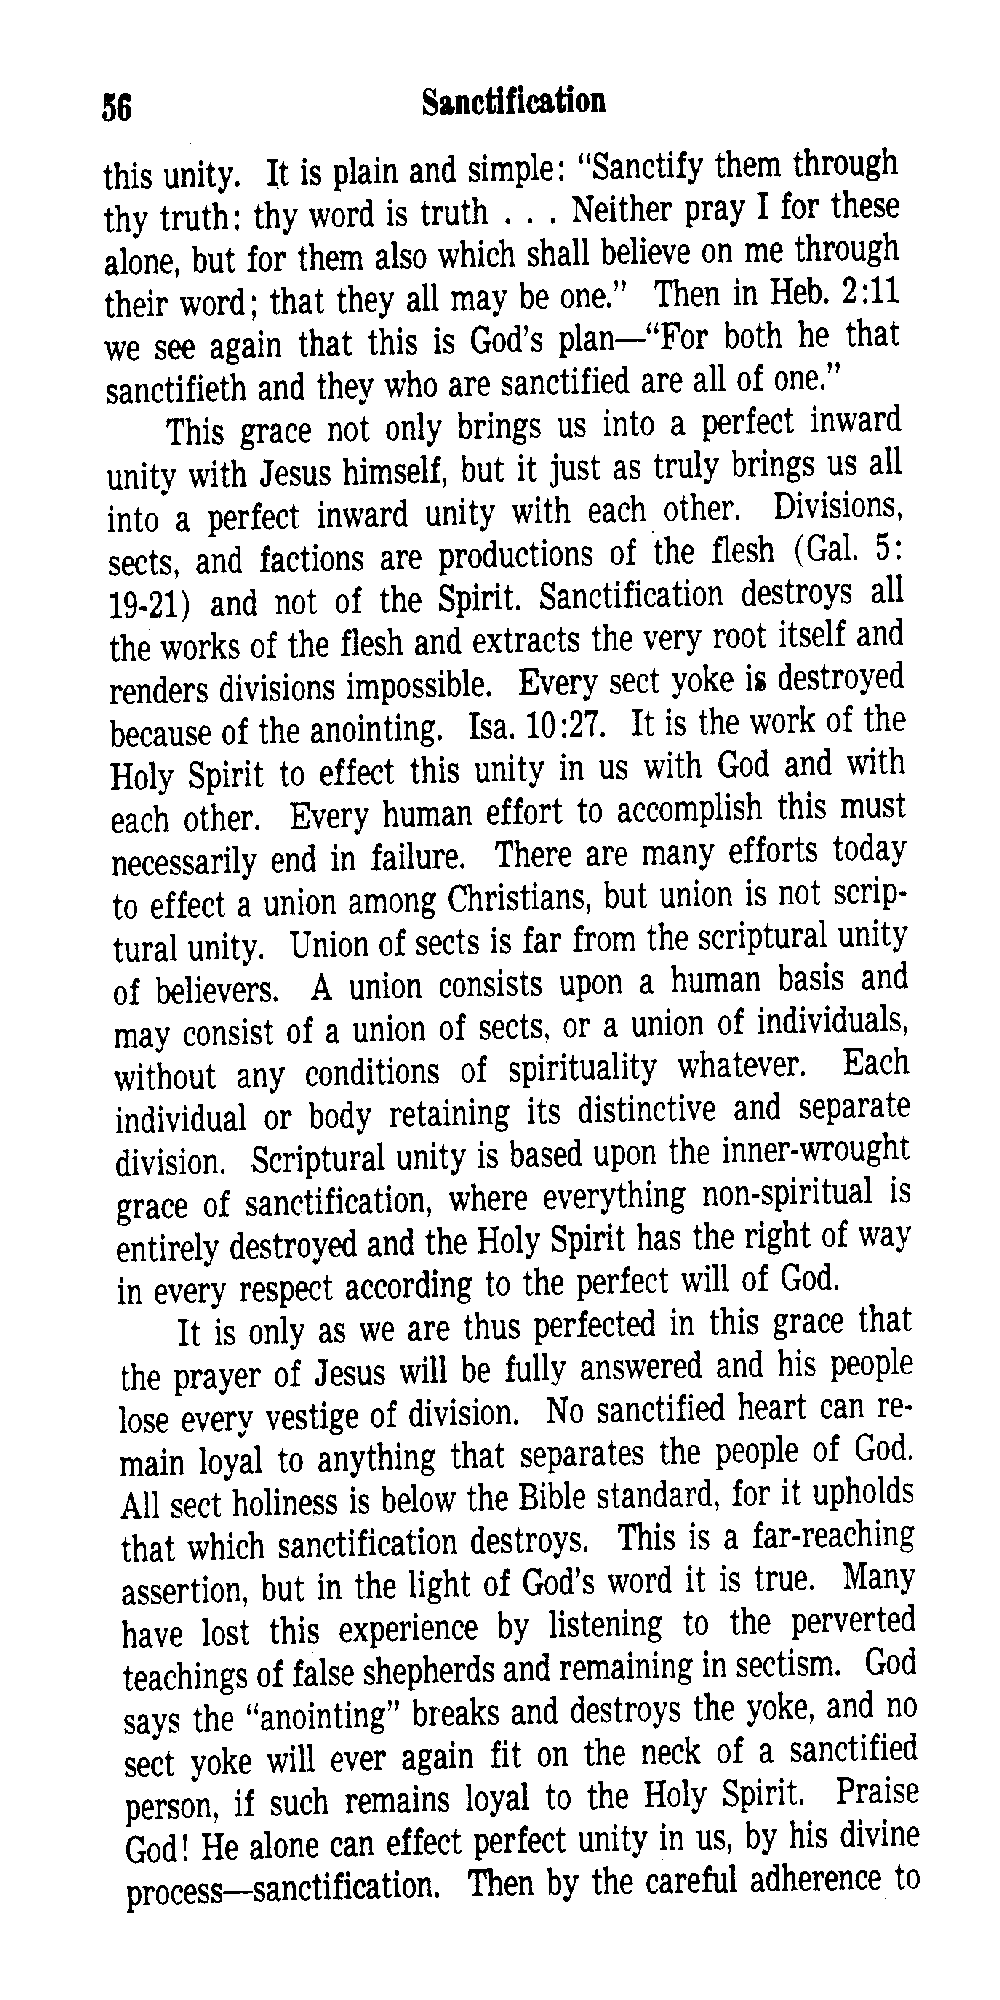 56 Sanctification
this unity. It is plain and simple: "Sanctify them through
thy truth: thy word is truth . . . Neither pray I for these
alone, but for them also which shall believe on me through
their word; that they all may be one." Then in Heb. 2:11
we see again that this is God's plan—"For both he that
sanctifieth and they who are sanctified are all of one."
This grace not only brings us into a perfect inward
unity with Jesus himself, but it just as truly brings us all
into a perfect inward unity with each other. Divisions,
sects, and factions are productions of the flesh (Gal. 5:
19-21) and not of the Spirit. Sanctification destroys all
the works of the flesh and extracts the very root itself and
renders divisions impossible. Every sect yoke is destroyed
because of the anointing. Isa. 10:27. It is the work of the
Holy Spirit to effect this unity in us with God and with
each other. Every human effort to accomplish this must
necessarily end in failure. There are many efforts today
to effect a union among Christians, but union is not scrip-
tural unity. Union of sects is far from the scriptural unity
of believers. A union consists upon a human basis and
may consist of a union of sects, or a union of individuals,
without any conditions of spirituality whatever. Each
individual or body retaining its distinctive and separate
division. Scriptural unity is based upon the inner-wrought
grace of sanctification, where everything non-spiritual is
entirely destroyed and the Holy Spirit has the right of way
in every respect according to the perfect will of God.
It is only as we are thus perfected in this grace that
the prayer of Jesus will be fully answered and his people
lose every vestige of division. No sanctified heart can re-
main loyal to anything that separates the people of God.
All sect holiness is below the Bible standard, for it upholds
that which sanctification destroys. This is a far-reaching
assertion, but in the light of God's word it is true. Many
have lost this experience by listening to the perverted
teachings of false shepherds and remaining in sectism. God
says the "anointing" breaks and destroys the yoke, and no
sect yoke will ever again fit on the neck of a sanctified
person, if such remains loyal to the Holy Spirit. Praise
God! He alone can effect perfect unity in us, by his divine
process—sanctification. Then by the careful adherence to